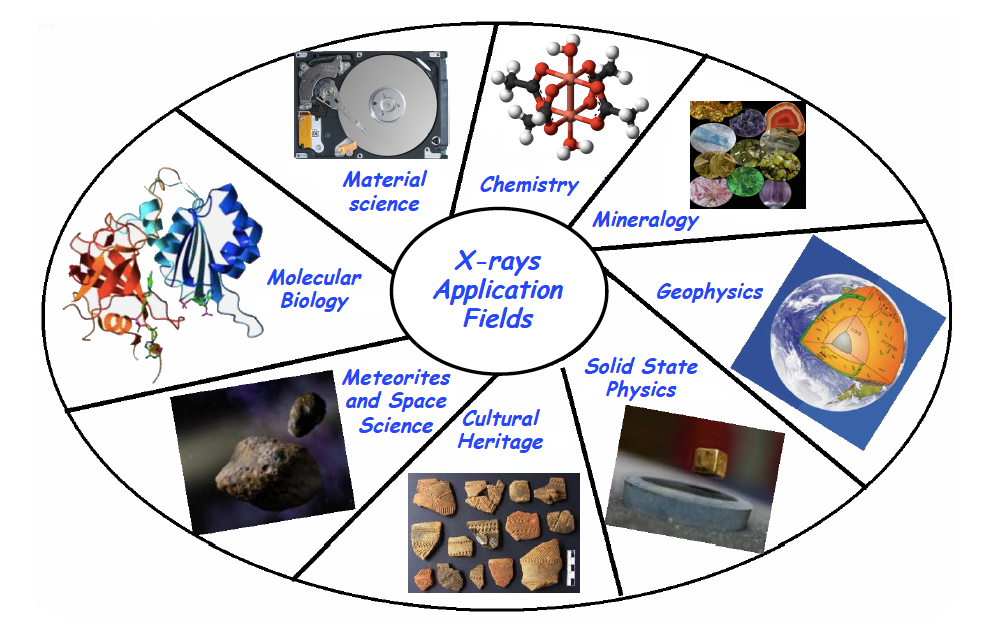 X-rays
Application
Fields
Material
science
Chemistry
Mineralogy
Geophysics
Solid State
Physics
Cultural
Heritage
Meteorites
and Space
Science
Molecular
Biology